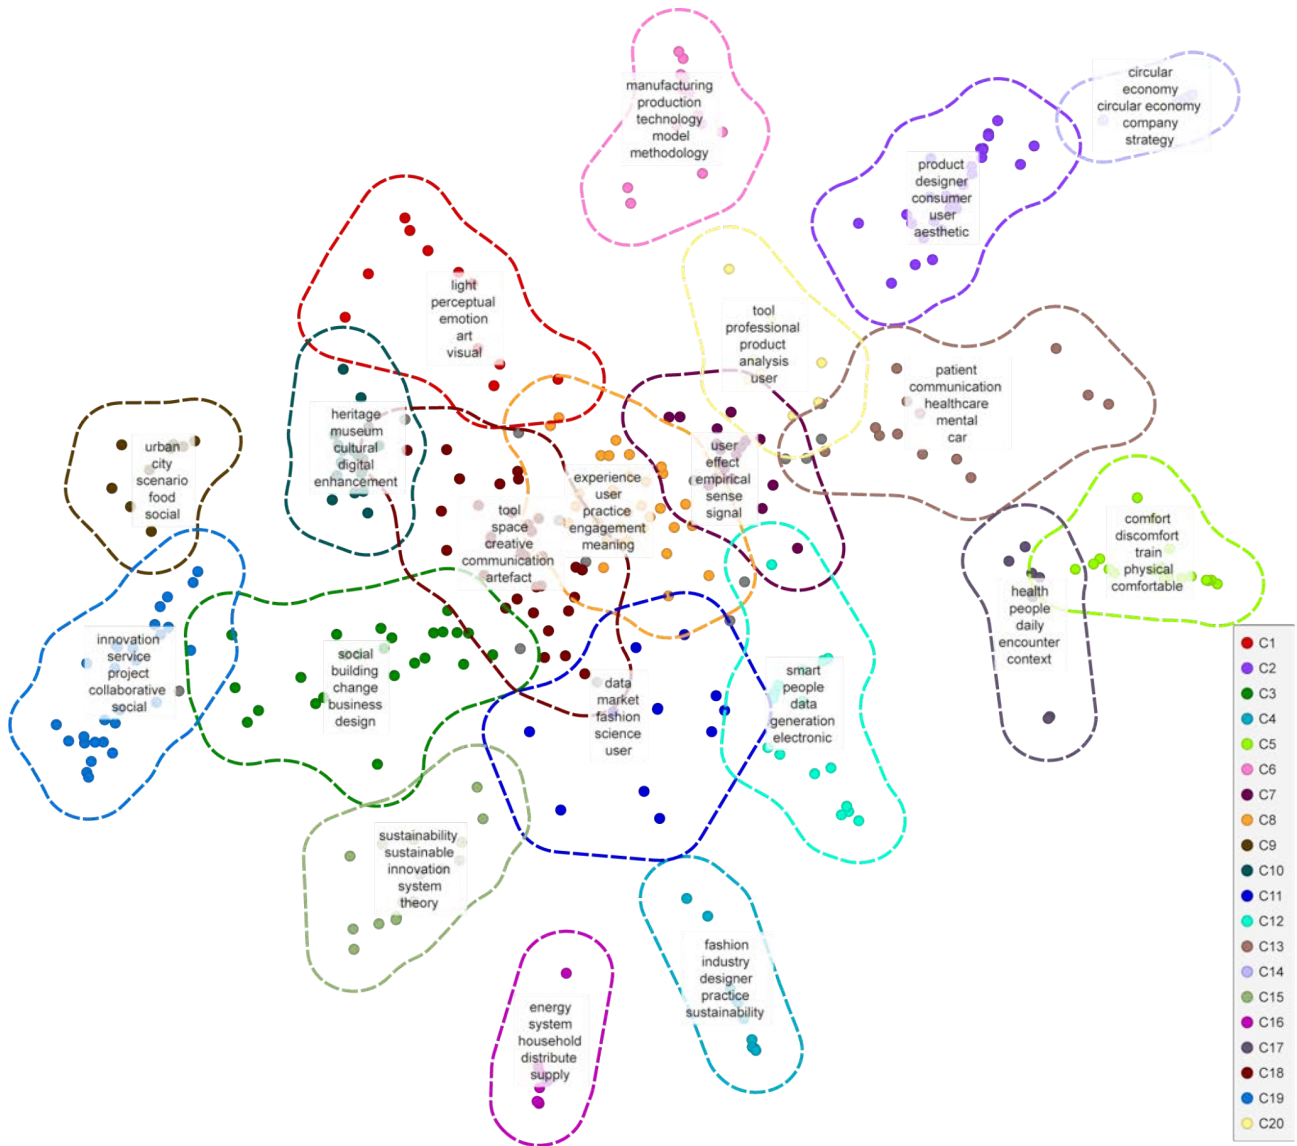 manufacturing
production
technology
model
methodology
circular
economy
circular economy
company
strategy
product
designer
consumer
user
aesthetic
light
perceptual
emotion
art
visual
tool
professional
product
analysis
user
patient
communication
healthcare
mental
car
heritage
museum
cultural
digital
enhancement
urban
city
scenario
food
social
user
effect
empirical
sense
signal
experience
user
practice
engagement
meaning
tool
space
creative
communication
artefact
comfort
discomfort
train
physical
comfortable
health
people
daily
encounter
context
innovation
service
project
collaborative
social
social
building
change
business
design
data
market
fashion
science
user
smart
people
data
generation
electronic
sustainability
sustainable
innovation
system
theory
fashion
industry
designer
practice
sustainability
energy
system
household
distribute
supply
C1
C2
C3
C4
C5
C6
C7
C8
C9
C10
C11
C12
C13
C14
C15
C16
C17
C18
C19
C20